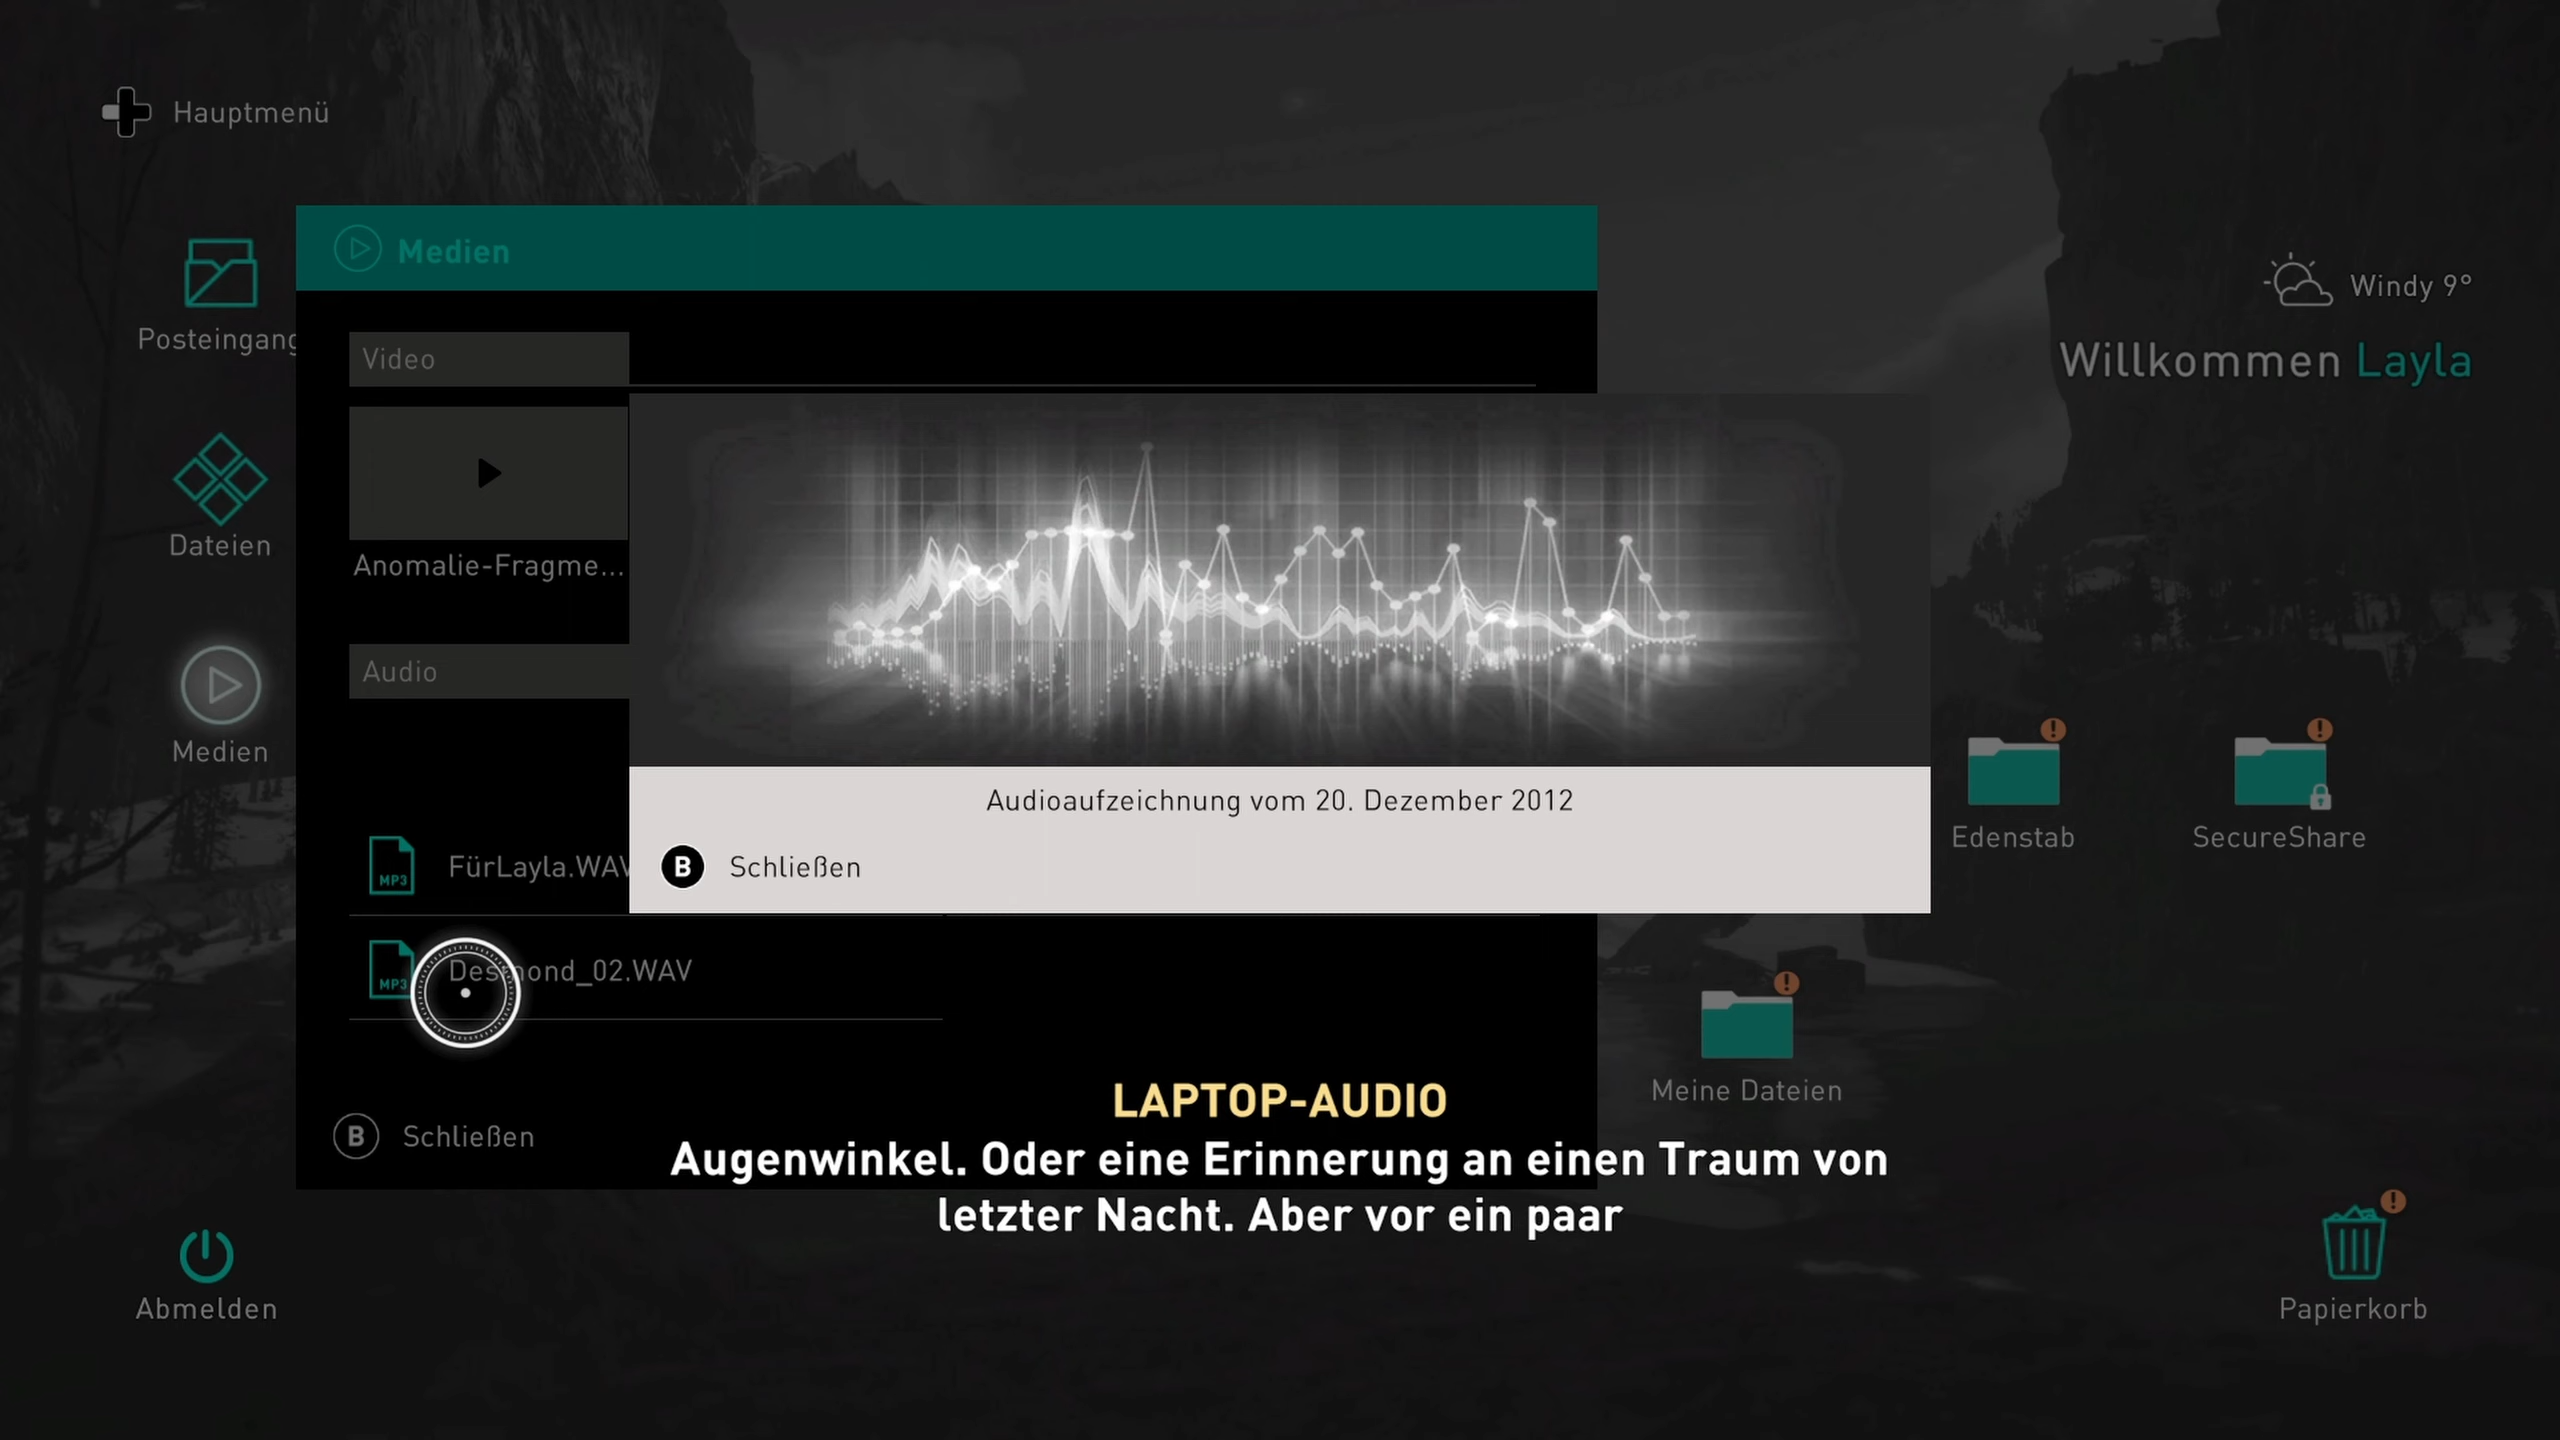 Hauptmenü
Posteingang
Dateien
Medien
Abmelden
Medien
Video
Anomalie-Fragme...
Audio
MP3 FürLayla.WAV
MP3 Desmond_02.WAV
B Schließen
Audioaufzeichnung vom 20. Dezember 2012
B Schließen
Windy 9°
Willkommen Layla
Edenstab
SecureShare
Meine Dateien
Papierkorb
LAPTOP-AUDIO
Augenwinkel. Oder eine Erinnerung an einen Traum von
letzter Nacht. Aber vor ein paar